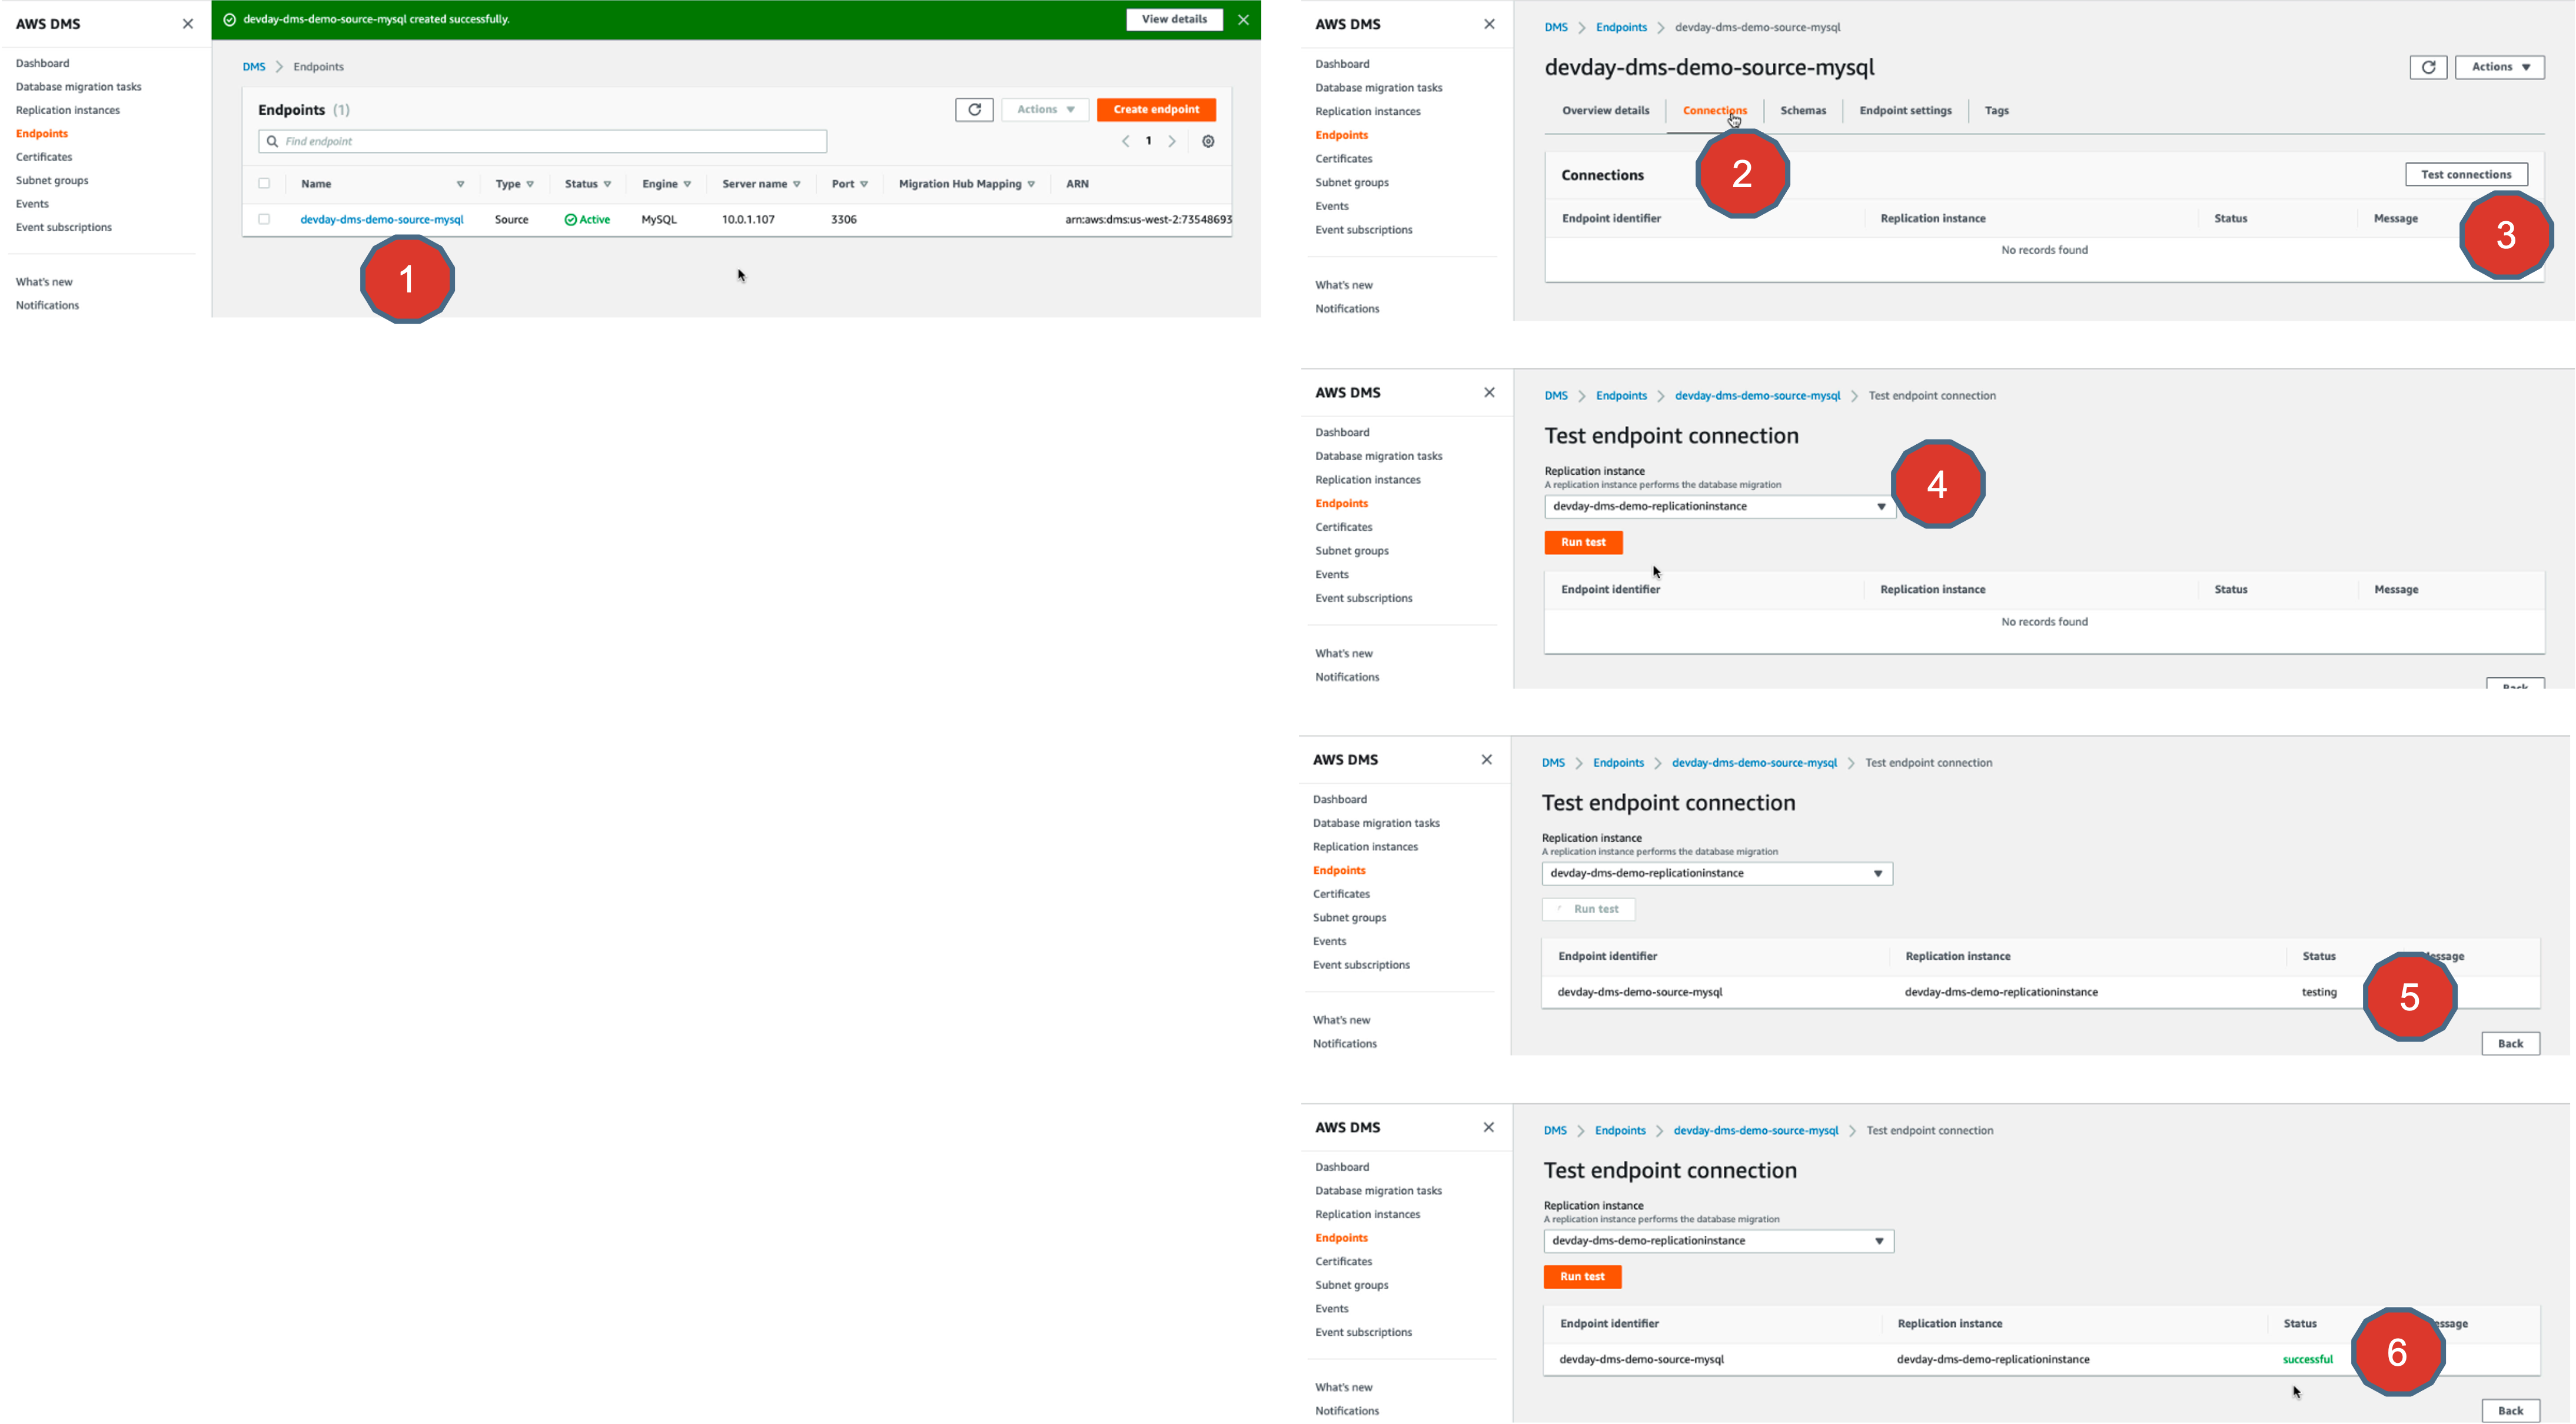 AWS DMS
Dashboard
Database migration tasks
Replication instances
Endpoints
Certificates
Subnet groups
Events
Event subscriptions
What's new
Notifications
devday-dms-demo-source-mysql created successfully.
View details
DMS > Endpoints
Endpoints (1)
Actions
Create endpoint
Find endpoint
1
Name Type Status Engine Server name Port Migration Hub Mapping ARN
devday-dms-demo-source-mysql Source Active MySQL 10.0.1.107 3306 arn:aws:dms:us-west-2:73548693
1
AWS DMS
Dashboard
Database migration tasks
Replication instances
Endpoints
Certificates
Subnet groups
Events
Event subscriptions
What's new
Notifications
DMS > Endpoints > devday-dms-demo-source-mysql
devday-dms-demo-source-mysql
Actions
Overview details Connections Schemas Endpoint settings Tags
2
Connections
Test connections
Endpoint identifier Replication instance Status Message
3
No records found
AWS DMS
Dashboard
Database migration tasks
Replication instances
Endpoints
Certificates
Subnet groups
Events
Event subscriptions
What's new
Notifications
DMS > Endpoints > devday-dms-demo-source-mysql > Test endpoint connection
Test endpoint connection
Replication instance
A replication instance performs the database migration
devday-dms-demo-replicationinstance
4
Run test
Endpoint identifier Replication instance Status Message
No records found
Back
AWS DMS
Dashboard
Database migration tasks
Replication instances
Endpoints
Certificates
Subnet groups
Events
Event subscriptions
What's new
Notifications
DMS > Endpoints > devday-dms-demo-source-mysql > Test endpoint connection
Test endpoint connection
Replication instance
A replication instance performs the database migration
devday-dms-demo-replicationinstance
Run test
Endpoint identifier Replication instance Status
devday-dms-demo-source-mysql devday-dms-demo-replicationinstance testing
5
Back
AWS DMS
Dashboard
Database migration tasks
Replication instances
Endpoints
Certificates
Subnet groups
Events
Event subscriptions
What's new
Notifications
DMS > Endpoints > devday-dms-demo-source-mysql > Test endpoint connection
Test endpoint connection
Replication instance
A replication instance performs the database migration
devday-dms-demo-replicationinstance
Run test
Endpoint identifier Replication instance Status
devday-dms-demo-source-mysql devday-dms-demo-replicationinstance successful
6
Back